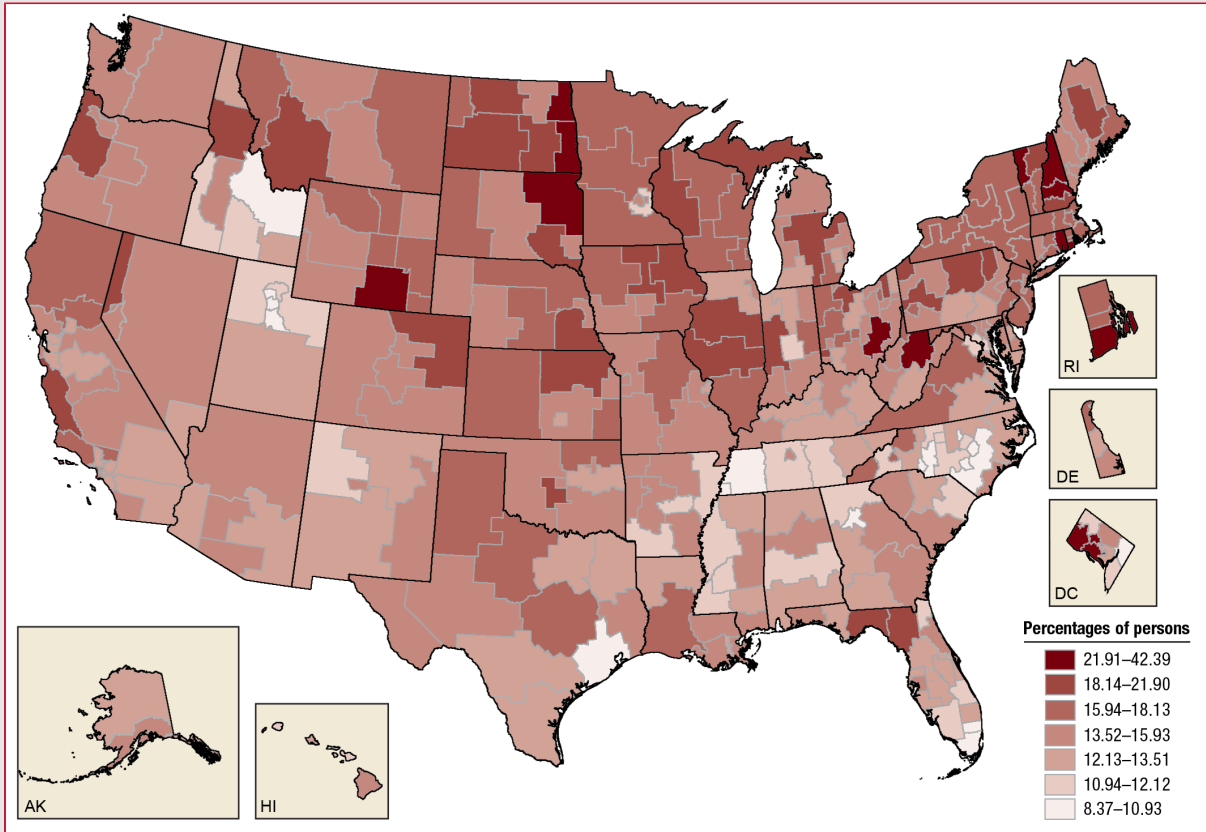 RI
DE
DC
AK
HI
Percentages of persons
21.91–42.39
18.14–21.90
15.94–18.13
13.52–15.93
12.13–13.51
10.94–12.12
8.37–10.93